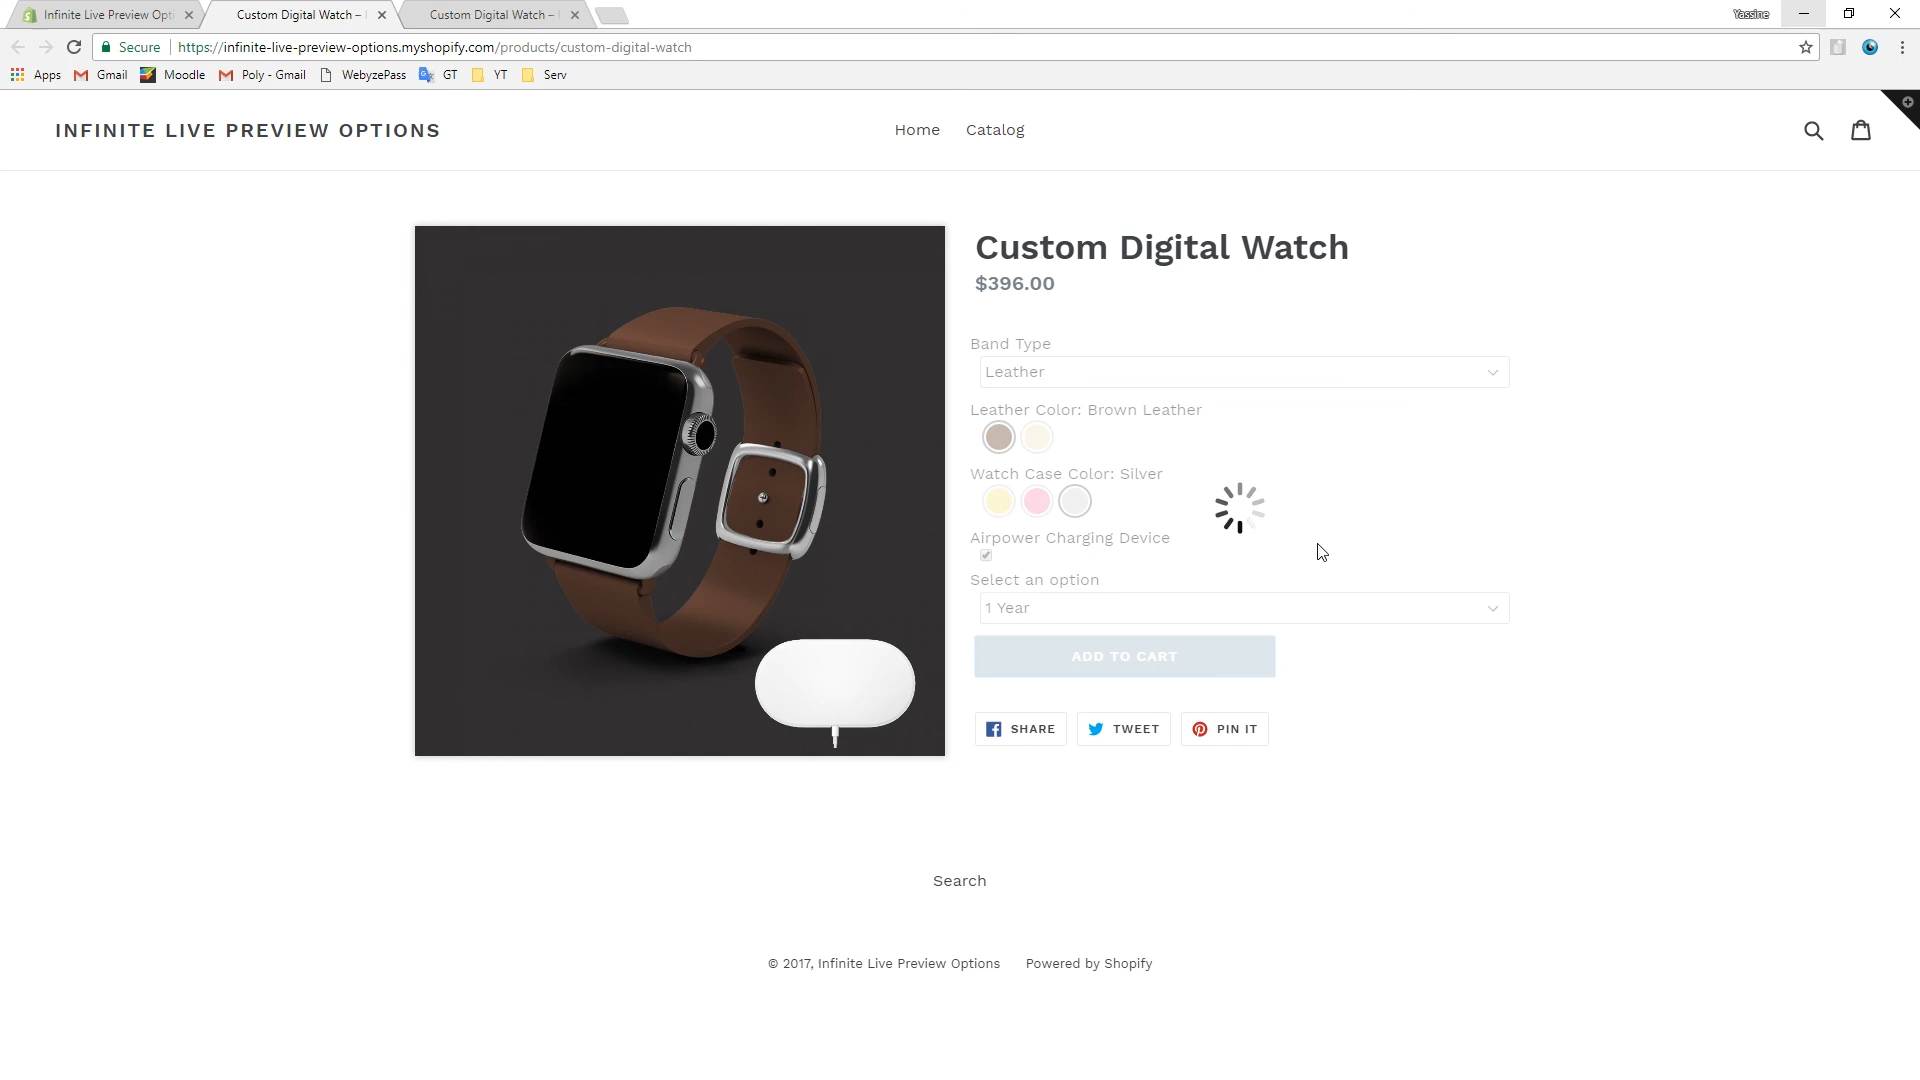 Infinite Live Preview Opti
Custom Digital Watch –
Custom Digital Watch –
Yassine
Secure
https://infinite-live-preview-options.myshopify.com/products/custom-digital-watch
Apps
Gmail
Moodle
Poly - Gmail
WebyzePass
GT
YT
Serv
INFINITE LIVE PREVIEW OPTIONS
Home
Catalog
Custom Digital Watch
$396.00
Band Type
Leather
Leather Color: Brown Leather
Watch Case Color: Silver
Airpower Charging Device
Select an option
1 Year
ADD TO CART
SHARE
TWEET
PIN IT
Search
© 2017, Infinite Live Preview Options
Powered by Shopify